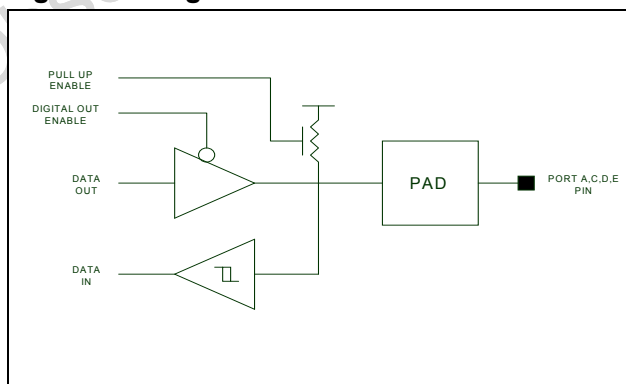 PULL UP
ENABLE
DIGITAL OUT
ENABLE
DATA
OUT
PAD
PORT A,C,D,E
PIN
DATA
IN